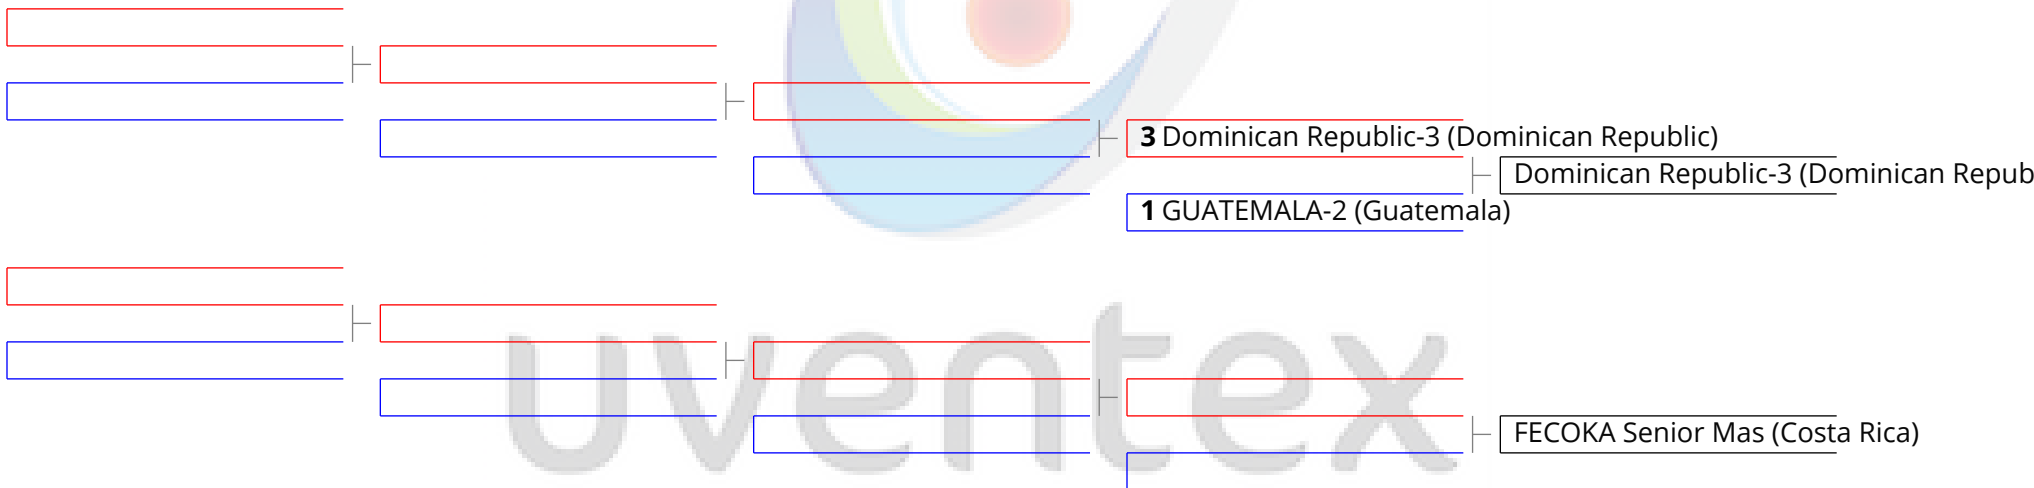 3 Dominican Republic-3 (Dominican Republic)
Dominican Republic-3 (Dominican Repub
1 GUATEMALA-2 (Guatemala)
uventex
FECOKA Senior Mas (Costa Rica)